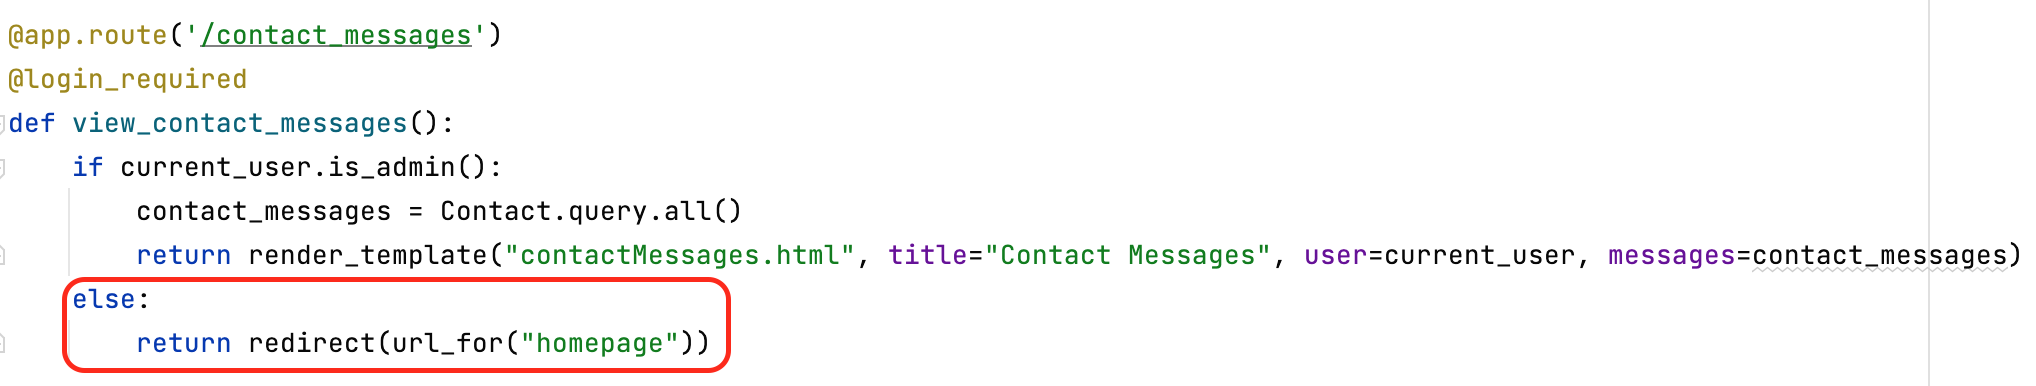 @app.route('/contact_messages')
@login_required
def view_contact_messages():
    if current_user.is_admin():
        contact_messages = Contact.query.all()
        return render_template("contactMessages.html", title="Contact Messages", user=current_user, messages=contact_messages)
    else:
        return redirect(url_for("homepage"))